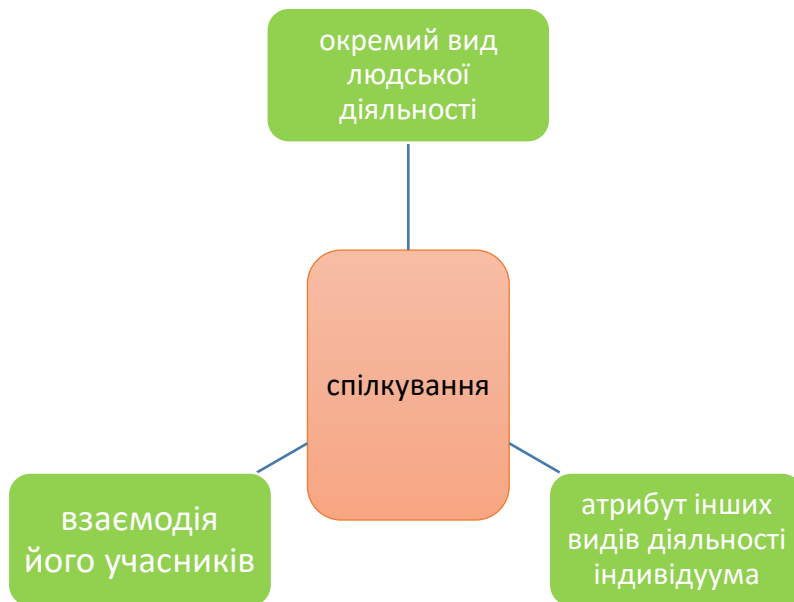 окремий вид
людської
діяльності
спілкування
взаємодія
його учасників
атрибут інших
видів діяльності
індивідуума